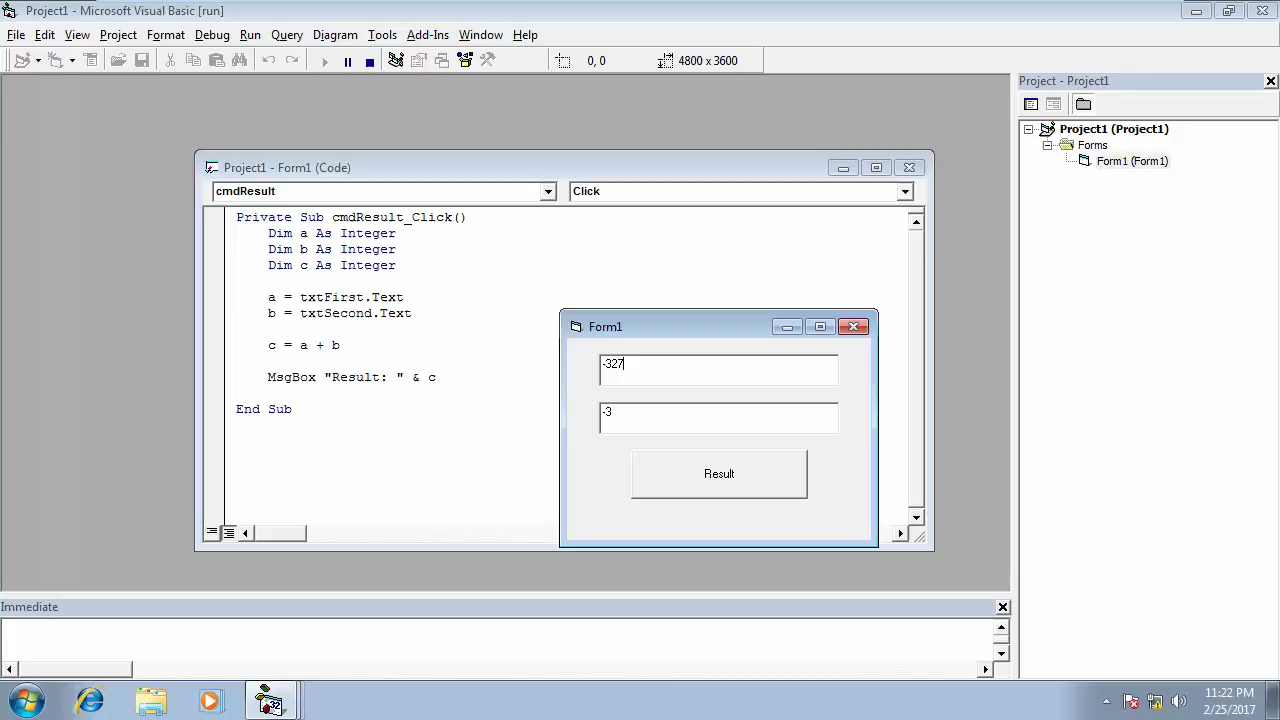 Project1 - Microsoft Visual Basic [run]
File Edit View Project Format Debug Run Query Diagram Tools Add-Ins Window Help
0, 0 4800 x 3600
Project - Project1
Project1 (Project1)
Forms
Form1 (Form1)
Project1 - Form1 (Code)
cmdResult Click
Private Sub cmdResult_Click()
Dim a As Integer
Dim b As Integer
Dim c As Integer
a = txtFirst.Text
b = txtSecond.Text
c = a + b
MsgBox "Result: " & c
End Sub
Form1
-327
-3
Result
Immediate
32
11:22 PM
2/25/2017